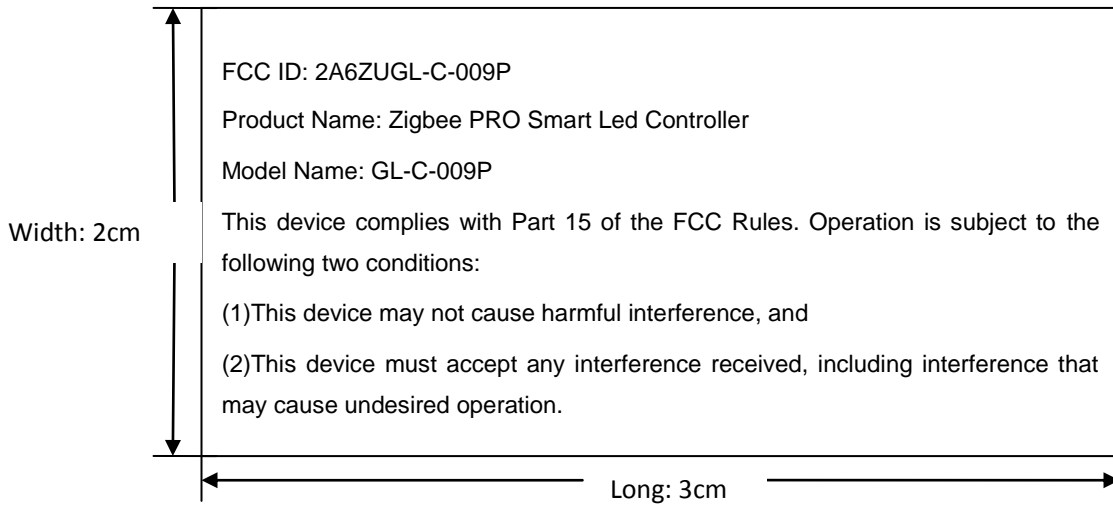 FCC ID: 2A6ZUGL-C-009P
Product Name: Zigbee PRO Smart Led Controller
Model Name: GL-C-009P
Width: 2cm
This device complies with Part 15 of the FCC Rules. Operation is subject to the
following two conditions:
(1)This device may not cause harmful interference, and
(2)This device must accept any interference received, including interference that
may cause undesired operation.
Long: 3cm